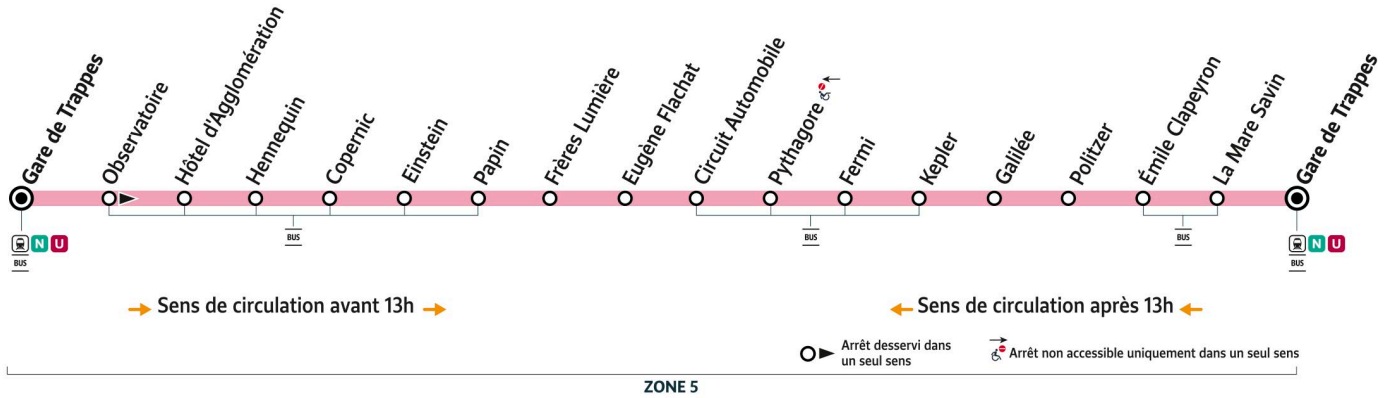 Gare de Trappes
Observatoire
Hôtel d'Agglomération
Hennequin
Copernic
Einstein
Papin
Frères Lumière
Eugène Flachat
Circuit Automobile
Pythagore
Fermi
Kepler
Galilée
Politzer
Émile Clapeyron
La Mare Savin
Gare de Trappes
N U
BUS
BUS
BUS
BUS
N U
BUS
Sens de circulation avant 13h
Sens de circulation après 13h
Arrêt desservi dans
un seul sens
Arrêt non accessible uniquement dans un seul sens
ZONE 5